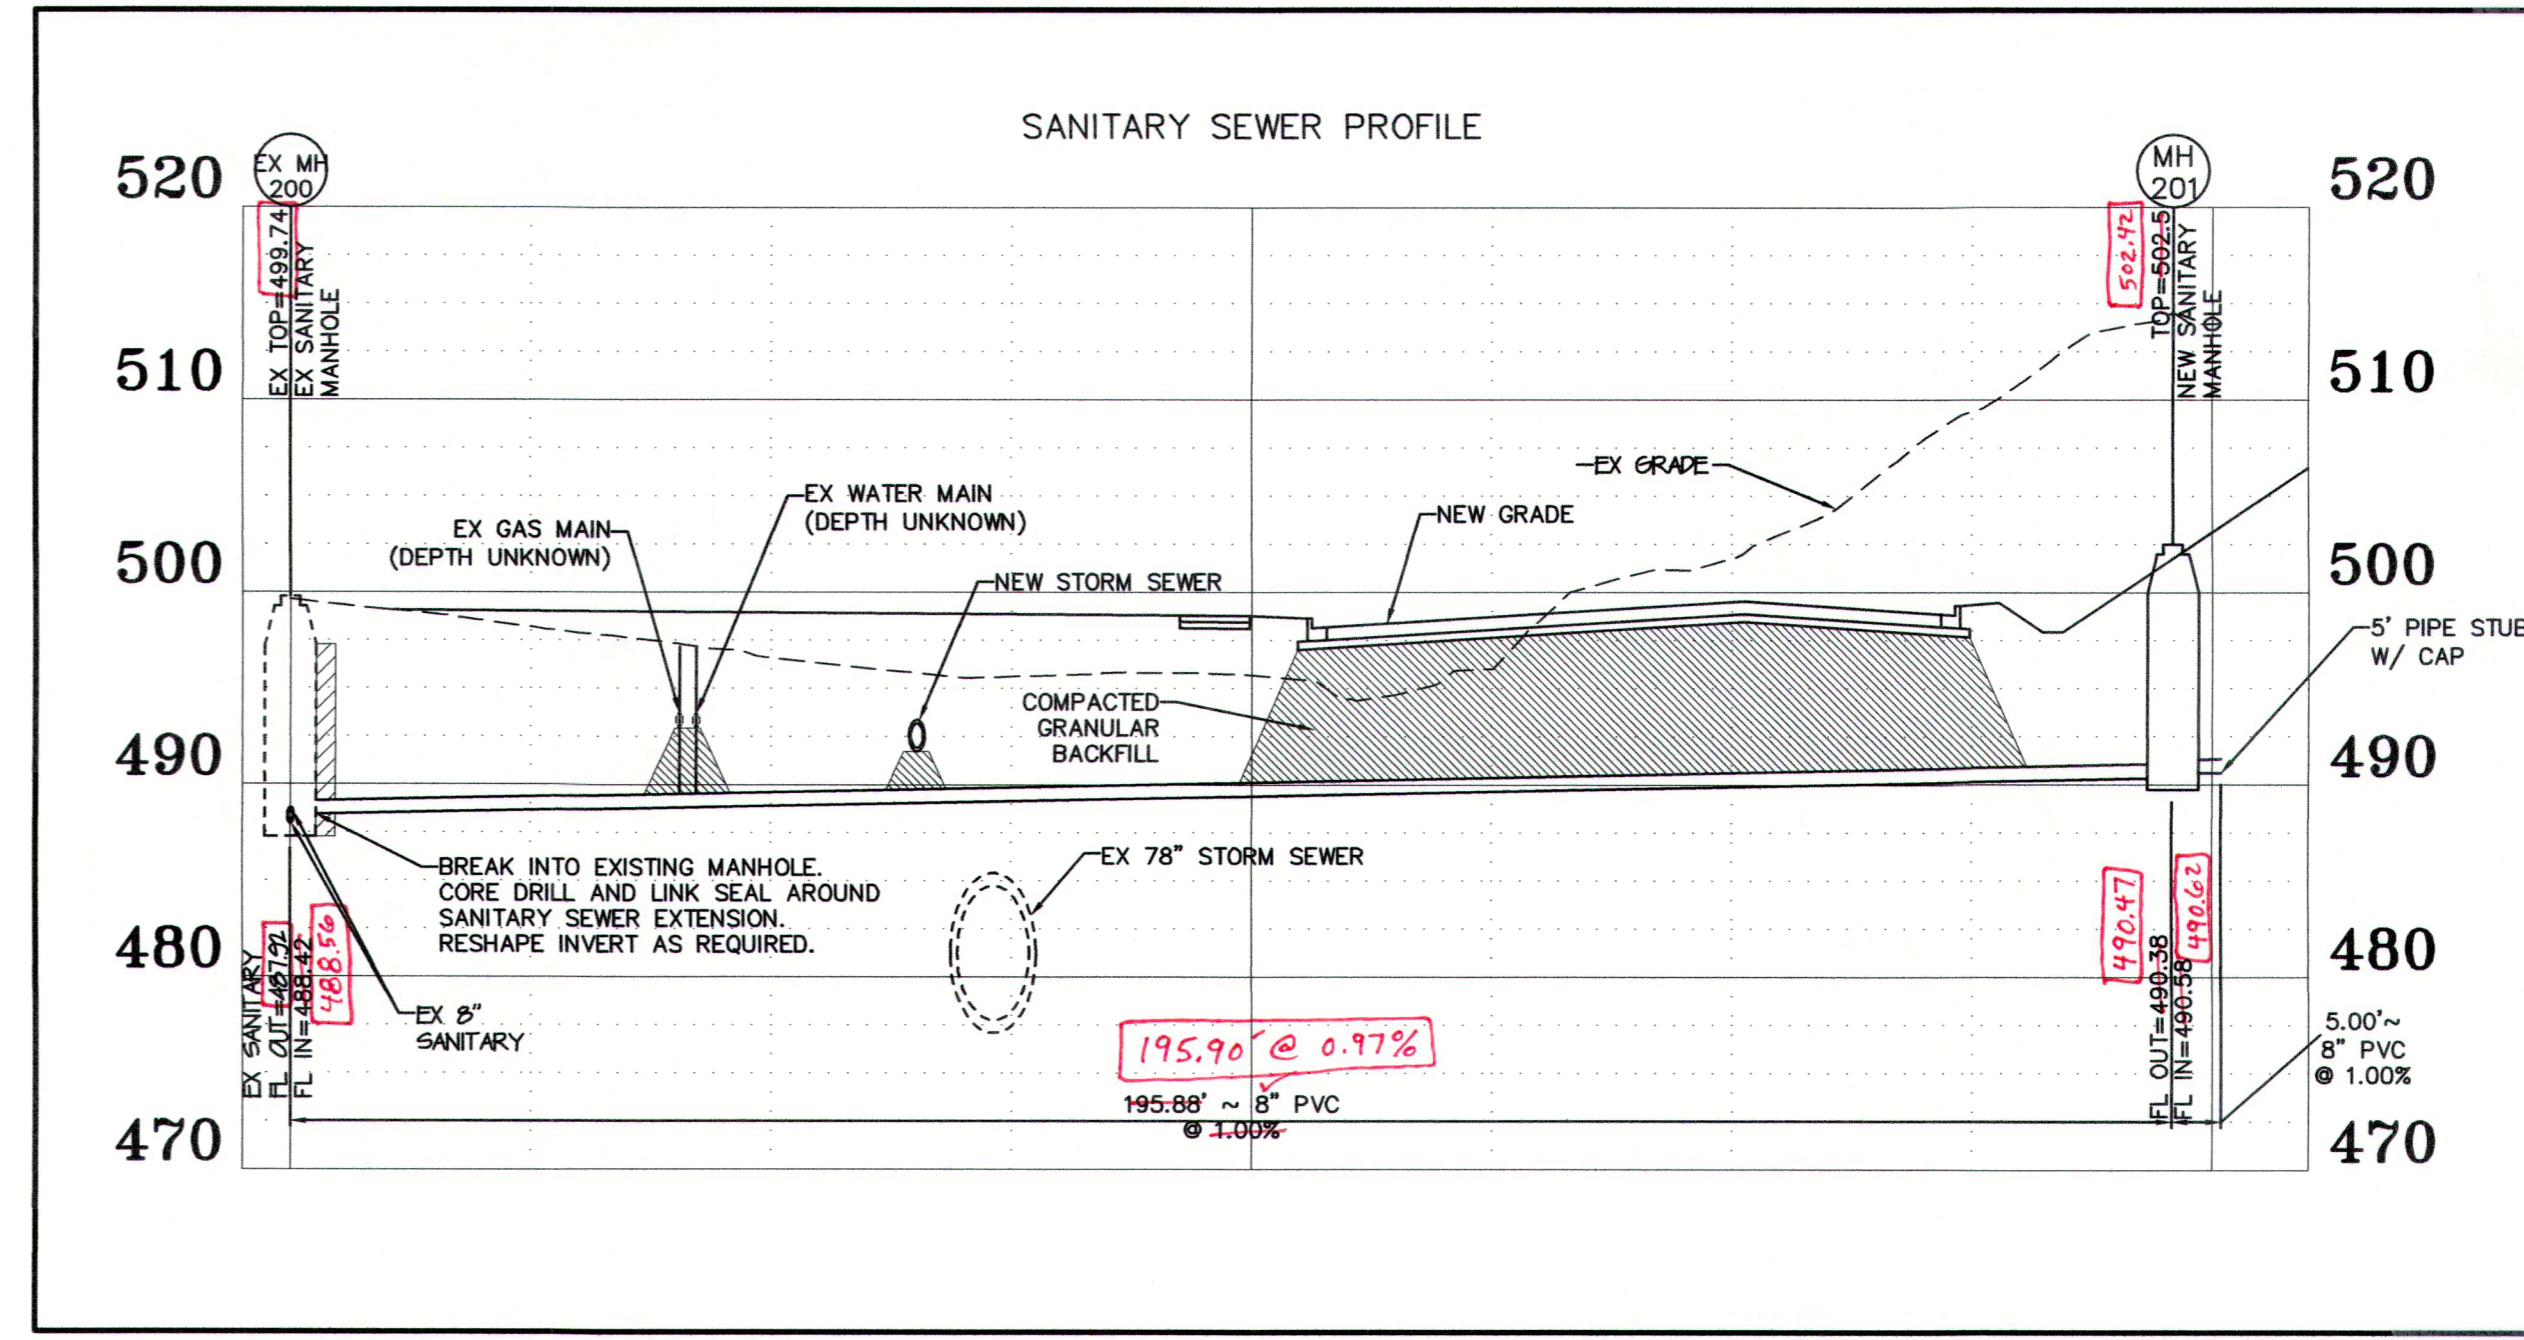 SANITARY SEWER PROFILE
520
EX MH
200
MH
201
520
EX TOP=499.74
EX SANITARY
MANHOLE
502.42
TOP=502.5
NEW SANITARY
MANHOLE
510
510
EX GRADE
EX WATER MAIN
(DEPTH UNKNOWN)
NEW GRADE
EX GAS MAIN
(DEPTH UNKNOWN)
500
500
NEW STORM SEWER
5' PIPE STUB
W/ CAP
COMPACTED
GRANULAR
BACKFILL
490
490
EX 78" STORM SEWER
BREAK INTO EXISTING MANHOLE.
CORE DRILL AND LINK SEAL AROUND
SANITARY SEWER EXTENSION.
RESHAPE INVERT AS REQUIRED.
480
480
EX SANITARY
FL OUT=487.92
FL IN=488.42
488.56
EX 8"
SANITARY
490.47
FL OUT=490.38
FL IN=490.58
490.62
195.90' @ 0.97%
195.88' ~ 8" PVC
@ 1.00%
5.00'~
8" PVC
@ 1.00%
470
470